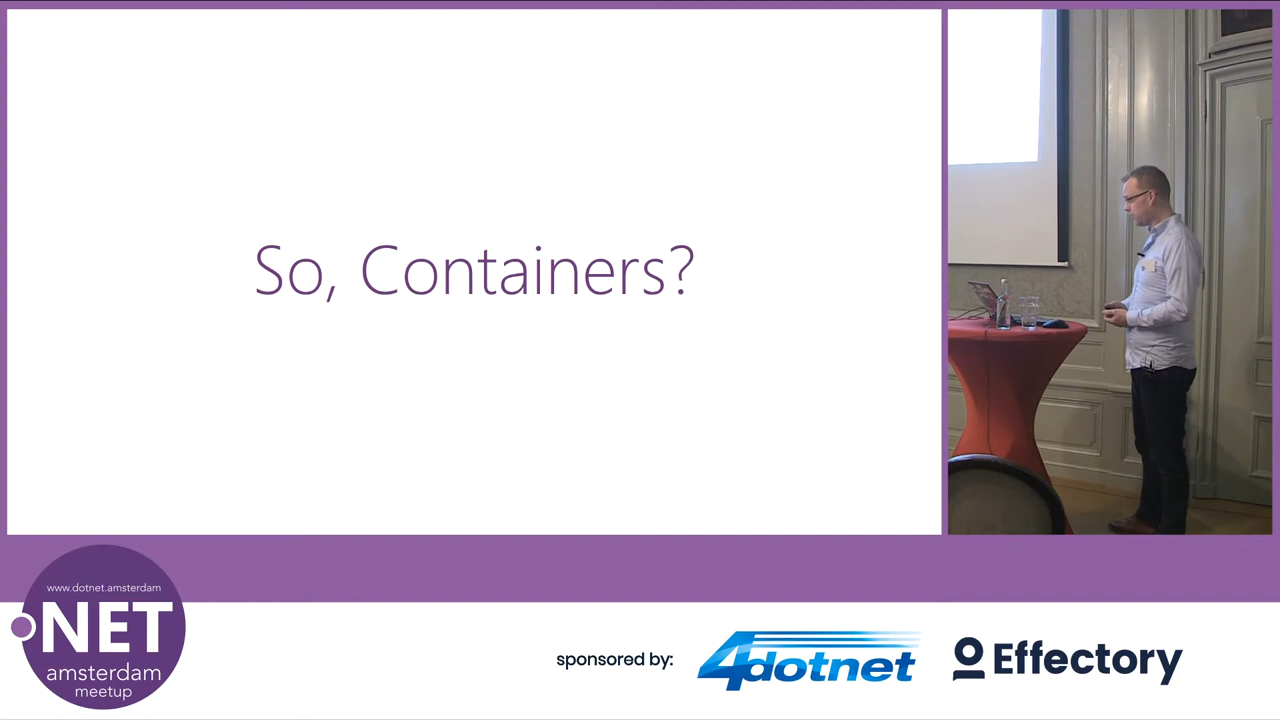 So, Containers?
www.dotnet.amsterdam
.NET
amsterdam
meetup
sponsored by:
4dotnet
Effectory